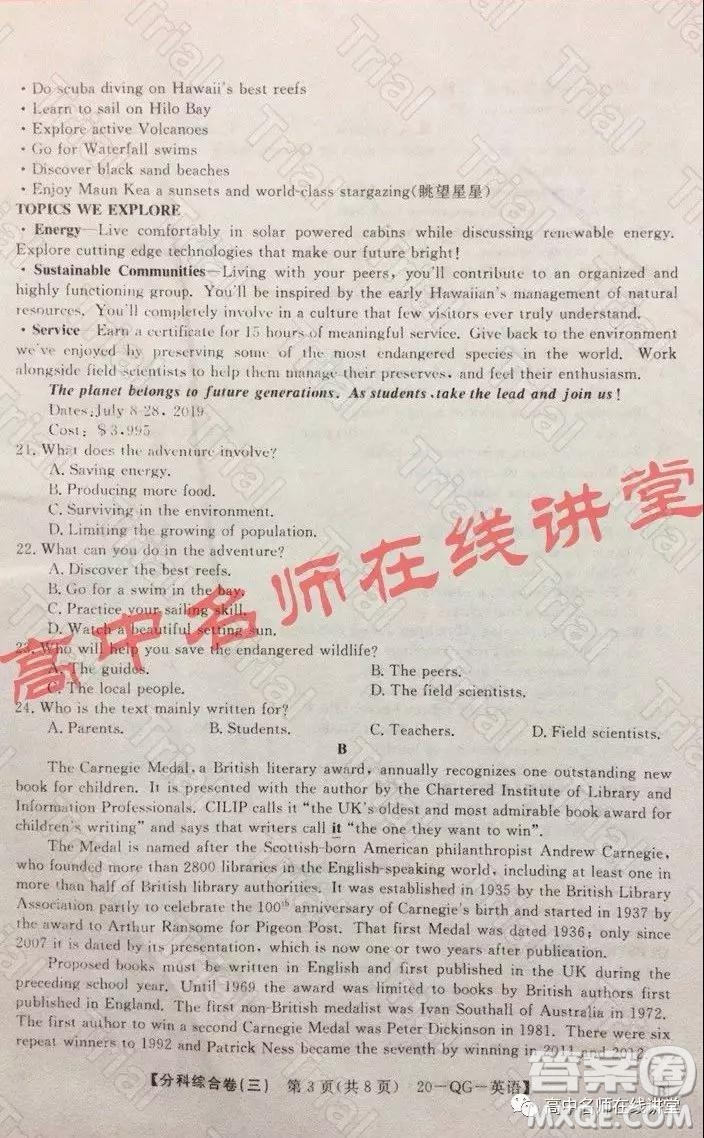 · Do scuba diving on Hawaii's best reefs
· Learn to sail on Hilo Bay
· Explore active Volcanoes
· Go for Waterfall swims
· Discover black sand beaches
· Enjoy Maun Kea a sunsets and world-class stargazing(眺望星星)
TOPICS WE EXPLORE
· Energy—Live comfortably in solar powered cabins while discussing renewable energy.
Explore cutting edge technologies that make our future bright!
· Sustainable Communities—Living with your peers, you'll contribute to an organized and
highly functioning group. You'll be inspired by the early Hawaiian's management of natural
resources. You'll completely involve in a culture that few visitors ever truly understand.
· Service—Earn a certificate for 15 hours of meaningful service. Give back to the environment
we've enjoyed by preserving some of the most endangered species in the world. Work
alongside field scientists to help them manage their preserves, and feel their enthusiasm.
The planet belongs to future generations. As students, take the lead and join us!
Dates: July 8-28, 2019
Cost: $3,995
21. What does the adventure involve?
A. Saving energy.
B. Producing more food.
C. Surviving in the environment.
D. Limiting the growing of population.
22. What can you do in the adventure?
A. Discover the best reefs.
B. Go for a swim in the bay.
C. Practice your sailing skill.
D. Watch a beautiful setting sun.
23. Who will help you save the endangered wildlife?
A. The guides. B. The peers.
C. The local people. D. The field scientists.
24. Who is the text mainly written for?
A. Parents. B. Students. C. Teachers. D. Field scientists.
B
The Carnegie Medal, a British literary award, annually recognizes one outstanding new
book for children. It is presented with the award by the Chartered Institute of Library and
Information Professionals. CILIP calls it "the UK's oldest and most admirable book award for
children's writing" and says that writers call it "the one they want to win".
The Medal is named after the Scottish-born American philanthropist Andrew Carnegie,
who founded more than 2800 libraries in the English-speaking world, including at least one in
more than half of British library authorities. It was established in 1935 by the British Library
Association partly to celebrate the 100th anniversary of Carnegie's birth and started in 1937 by
the award to Arthur Ransome for Pigeon Post. That first Medal was dated 1936; only since
2007 it is dated by its presentation, which is now one or two years after publication.
Proposed books must be written in English and first published in the UK during the
preceding school year. Until 1969 the award was limited to books by British authors first
published in England. The first non-British medalist was Ivan Southall of Australia in 1972.
The first author to win a second Carnegie Medal was Peter Dickinson in 1981. There were six
repeat winners to 1992 and Patrick Ness became the seventh by winning in 2011 and 2012.
【分科综合卷(三) 第3页(共8页) 20-QG-英语】
高中名师在线讲堂
Trial
答案圈
MXQE.COM
高中名师在线讲堂